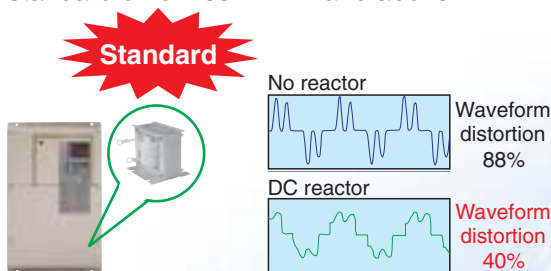 Standard
No reactor
Waveform
distortion
88%
DC reactor
Waveform
distortion
40%